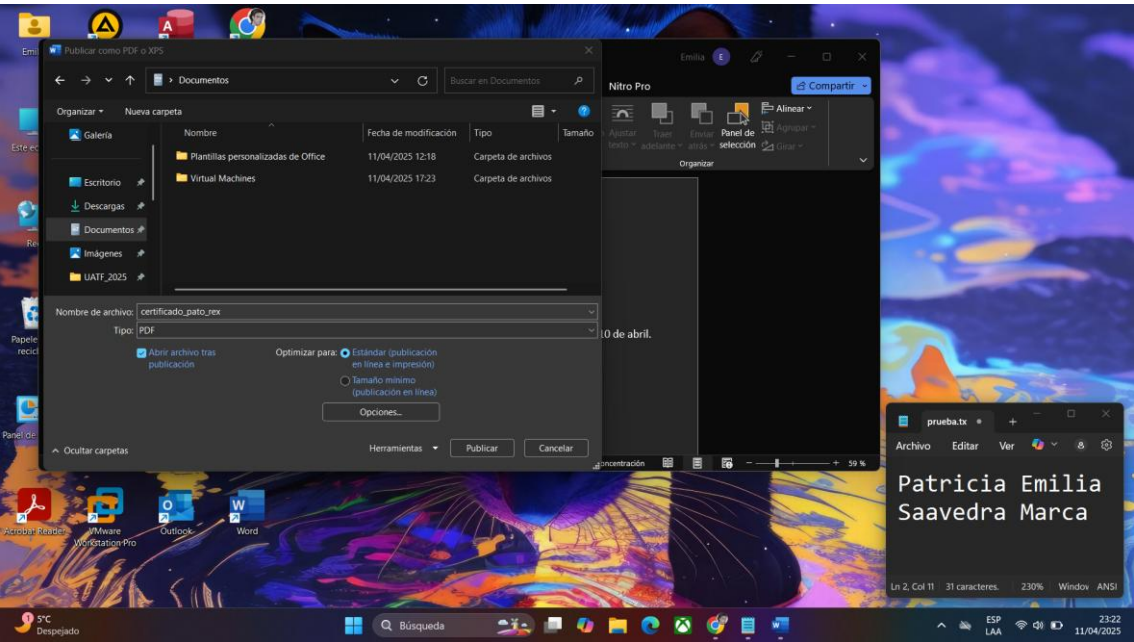 Emi
Este ec
Re
Papele
recicl
Panel de
Acrobat Reader
VMware
Workstation Pro
Outlook
Word
Publicar como PDF o XPS
Documentos
Buscar en Documentos
Organizar
Nueva carpeta
Galería
Escritorio
Descargas
Documentos
Imágenes
UATF_2025
Nombre
Fecha de modificación
Tipo
Tamaño
Plantillas personalizadas de Office
11/04/2025 12:18
Carpeta de archivos
Virtual Machines
11/04/2025 17:23
Carpeta de archivos
Nombre de archivo: certificado_pato_rex
Tipo: PDF
Abrir archivo tras
publicación
Optimizar para:
Estándar (publicación
en línea e impresión)
Tamaño mínimo
(publicación en línea)
Opciones...
Ocultar carpetas
Herramientas
Publicar
Cancelar
Emilia E
Nitro Pro
Compartir
Ajustar
texto
Traer
adelante
Enviar
atrás
Panel de
selección
Alinear
Agrupar
Girar
Organizar
10 de abril.
oncentración
59 %
prueba.tx
Archivo Editar Ver
Patricia Emilia
Saavedra Marca
Ln 2, Col 11 31 caracteres. 230% Window ANSI
5°C
Despejado
Búsqueda
ESP
LAA
23:22
11/04/2025